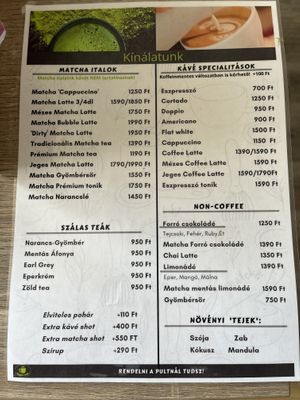 Kínálatunk
MATCHA ITALOK
Matcha italaink kávét NEM tartalmaznak!
Matcha 'Cappuccino' 1250 Ft
Matcha Latte 3/4dl 1590/1850 Ft
Mézes Matcha Latte 1790 Ft
Matcha Bubble Latte 1990 Ft
'Dirty' Matcha Latte 1950 Ft
Tradicionális Matcha tea 1390 Ft
Prémium Matcha tea 1990 Ft
Jeges Matcha Latte 1790/1990 Ft
Matcha Gyömbérsör 1550 Ft
Matcha Prémium tonik 1750 Ft
Matcha Narancslé 1450 Ft
SZÁLAS TEÁK
Narancs-Gyömbér 950 Ft
Mentás Áfonya 950 Ft
Earl Grey 950 Ft
Eperkrém 950 Ft
Zöld tea 950 Ft
Elviteles pohár +110 Ft
Extra kávé shot +400 Ft
Extra matcha shot +550 FT
Szirup +290 Ft
KÁVÉ SPECIALITÁSOK
Koffeinmentes változatban is kérhető! +100 Ft
Eszpresszó 700 Ft
Cortado 1250 Ft
Doppio 950 Ft
Americano 900 Ft
Flat white 1500 Ft
Cappuccino 1150 Ft
Coffee Latte 1390/1590 Ft
Mézes Coffee Latte 1590 Ft
Jeges Coffee Latte 1590/1790Ft
Eszpresszó tonik 1590 Ft
NON-COFFEE
Forró csokoládé 1250 Ft
Tejcsoki, Fehér, Ruby,Ét
Matcha Forró csokoládé 1390 Ft
Chai Latte 1350 Ft
Limonádé 1390 Ft
Eper, Mangó, Málna
Matcha mentás limonádé 1590 Ft
Gyömbérsör 750 Ft
NÖVÉNYI 'TEJEK':
Szója Zab
Kókusz Mandula
RENDELNI A PULTNÁL TUDSZ!